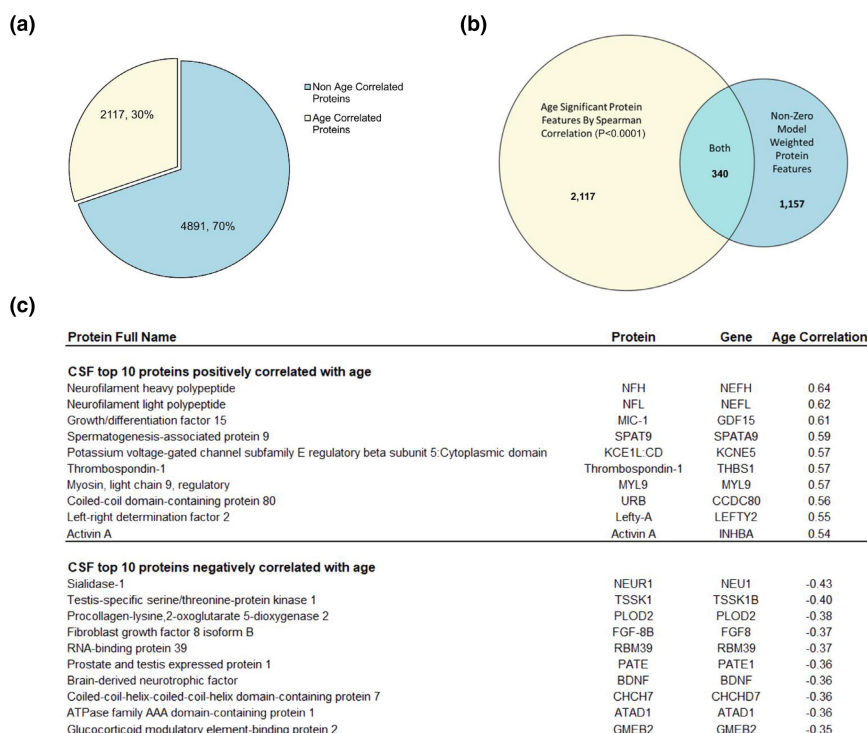 (a)
2117, 30%
4891, 70%
Non Age Correlated
Proteins
Age Correlated
Proteins
(b)
Age Significant Protein
Features By Spearman
Correlation (P<0.0001)
2,117
Both
340
Non-Zero
Model
Weighted
Protein
Features
1,157
(c)
Protein Full Name Protein Gene Age Correlation
CSF top 10 proteins positively correlated with age
Neurofilament heavy polypeptide NFH NEFH 0.64
Neurofilament light polypeptide NFL NEFL 0.62
Growth/differentiation factor 15 MIC-1 GDF15 0.61
Spermatogenesis-associated protein 9 SPAT9 SPATA9 0.59
Potassium voltage-gated channel subfamily E regulatory beta subunit 5:Cytoplasmic domain KCE1L:CD KCNE5 0.57
Thrombospondin-1 Thrombospondin-1 THBS1 0.57
Myosin, light chain 9, regulatory MYL9 MYL9 0.57
Coiled-coil domain-containing protein 80 URB CCDC80 0.56
Left-right determination factor 2 Lefty-A LEFTY2 0.55
Activin A Activin A INHBA 0.54
CSF top 10 proteins negatively correlated with age
Sialidase-1 NEUR1 NEU1 -0.43
Testis-specific serine/threonine-protein kinase 1 TSSK1 TSSK1B -0.40
Procollagen-lysine,2-oxoglutarate 5-dioxygenase 2 PLOD2 PLOD2 -0.38
Fibroblast growth factor 8 isoform B FGF-8B FGF8 -0.37
RNA-binding protein 39 RBM39 RBM39 -0.37
Prostate and testis expressed protein 1 PATE PATE1 -0.36
Brain-derived neurotrophic factor BDNF BDNF -0.36
Coiled-coil-helix-coiled-coil-helix domain-containing protein 7 CHCH7 CHCHD7 -0.36
ATPase family AAA domain-containing protein 1 ATAD1 ATAD1 -0.36
Glucocorticoid modulatory element-binding protein 2 GMEB2 GMEB2 -0.35